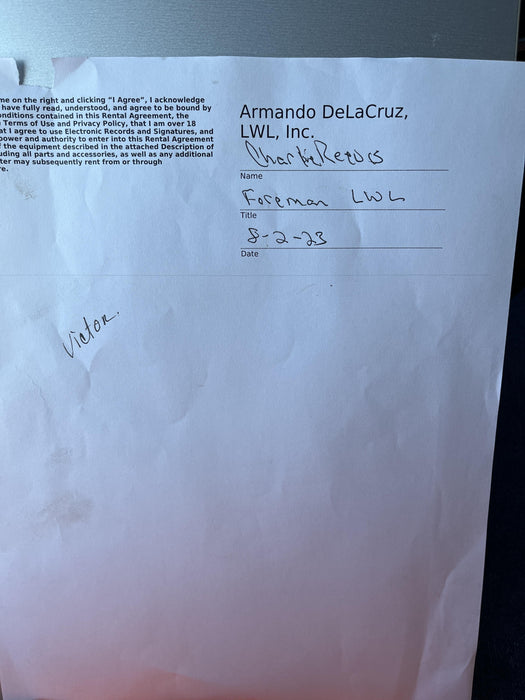 me on the right and clicking "I Agree", I acknowledge
have fully read, understood, and agree to be bound by
onditions contained in this Rental Agreement, the
Terms of Use and Privacy Policy, that I am over 18
at I agree to use Electronic Records and Signatures, and
power and authority to enter into this Rental Agreement
f the equipment described in the attached Description of
uding all parts and accessories, as well as any additional
ter may subsequently rent from or through
e.
Armando DeLaCruz,
LWL, Inc.
Name
Foreman LWL
Title
8-2-23
Date
Victor.